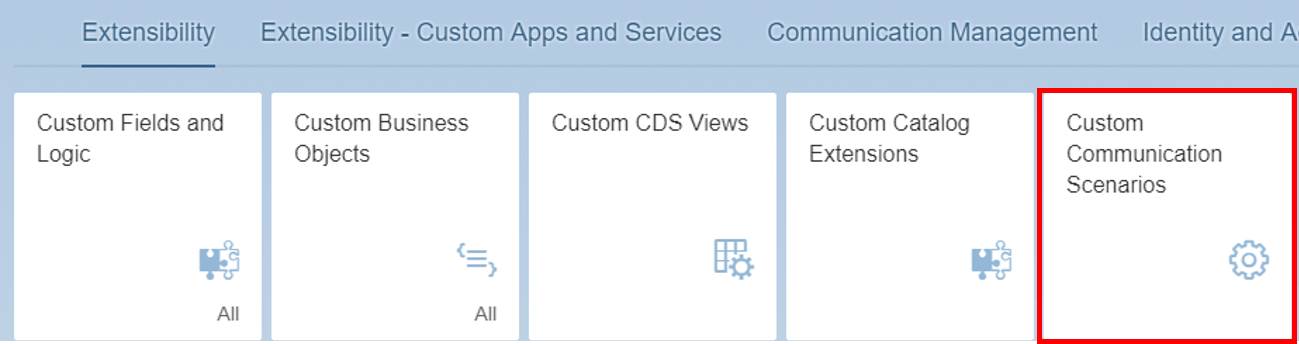 Extensibility
Extensibility - Custom Apps and Services
Communication Management
Identity and A
Custom Fields and
Logic
All
Custom Business
Objects
All
Custom CDS Views
Custom Catalog
Extensions
Custom
Communication
Scenarios